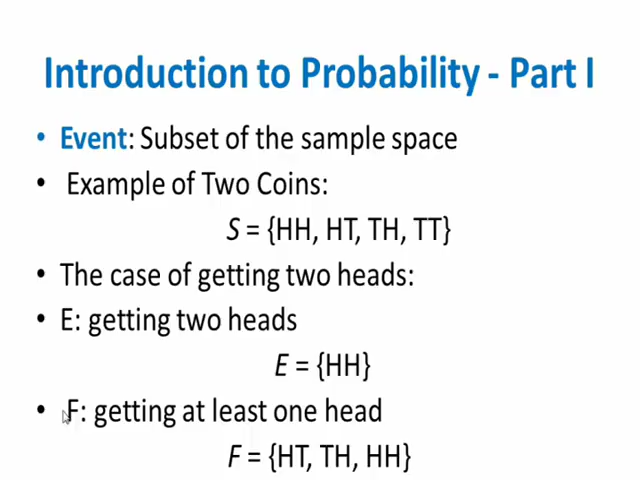 Introduction to Probability - Part I
• Event: Subset of the sample space
• Example of Two Coins:
S = {HH, HT, TH, TT}
• The case of getting two heads:
• E: getting two heads
E = {HH}
• F: getting at least one head
F = {HT, TH, HH}